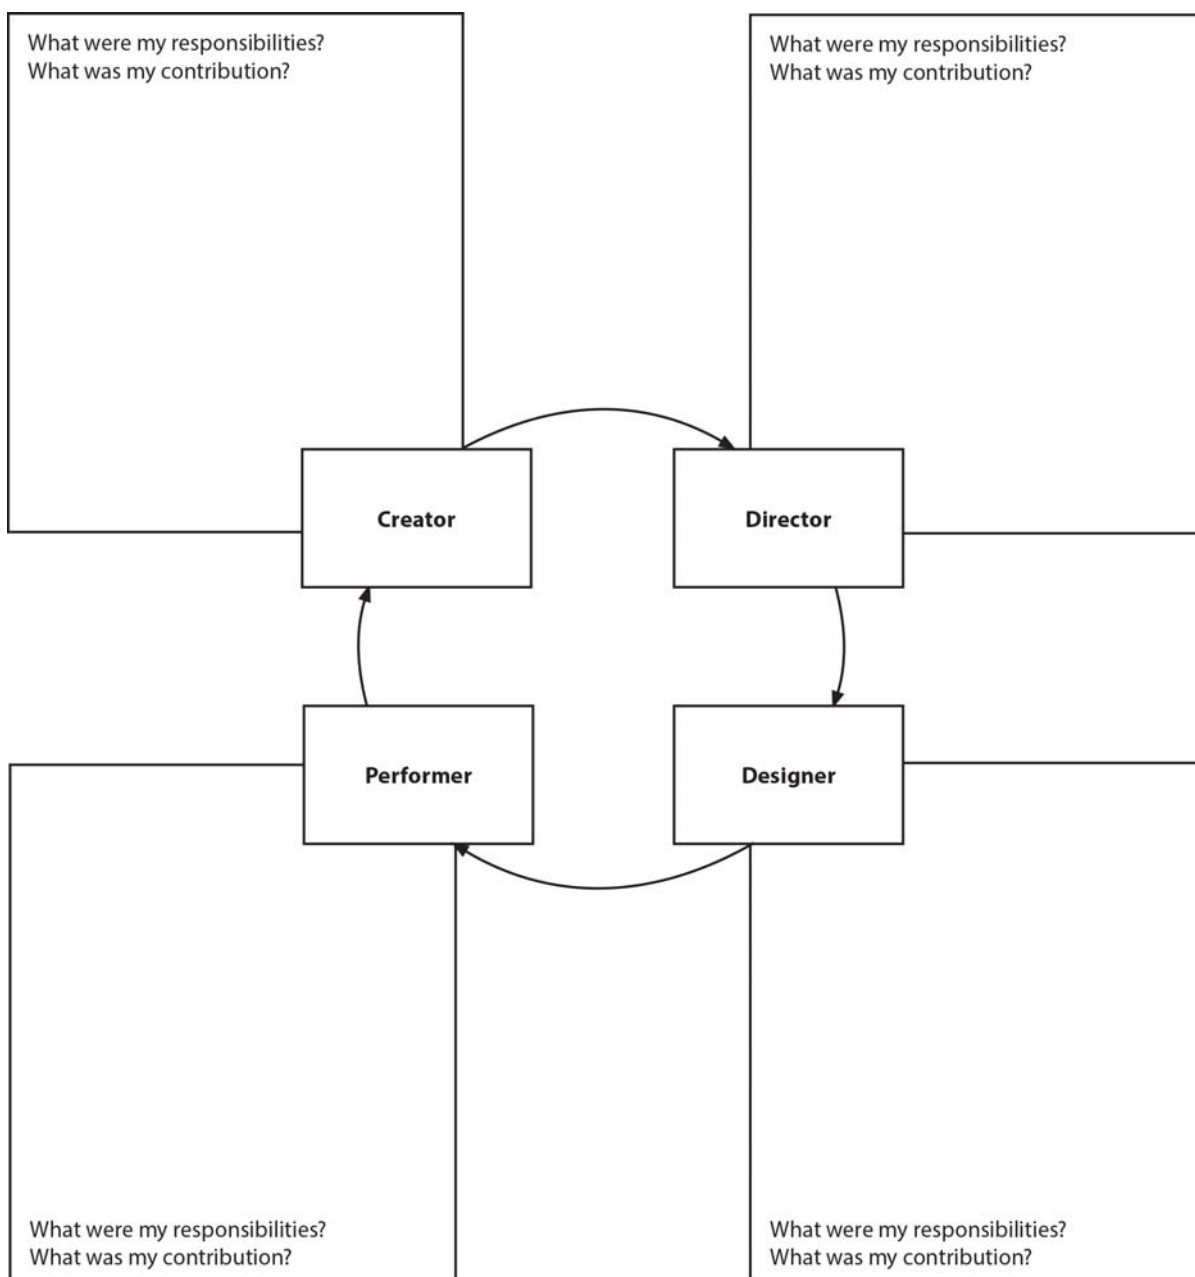 What were my responsibilities?
What was my contribution?
What were my responsibilities?
What was my contribution?
Creator
Director
Performer
Designer
What were my responsibilities?
What was my contribution?
What were my responsibilities?
What was my contribution?